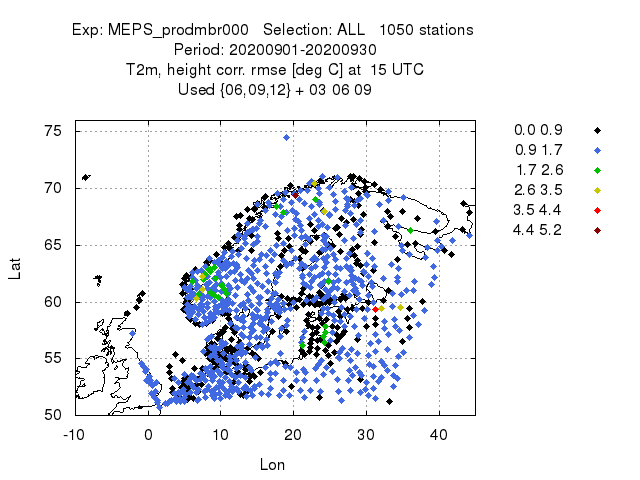 Exp: MEPS_prodmbr000 Selection: ALL 1050 stations
Period: 20200901-20200930
T2m, height corr. rmse [deg C] at 15 UTC
Used {06,09,12} + 03 06 09
0.0 0.9
0.9 1.7
1.7 2.6
2.6 3.5
3.5 4.4
4.4 5.2
75
70
65
60
55
50
Lat
-10 0 10 20 30 40
Lon